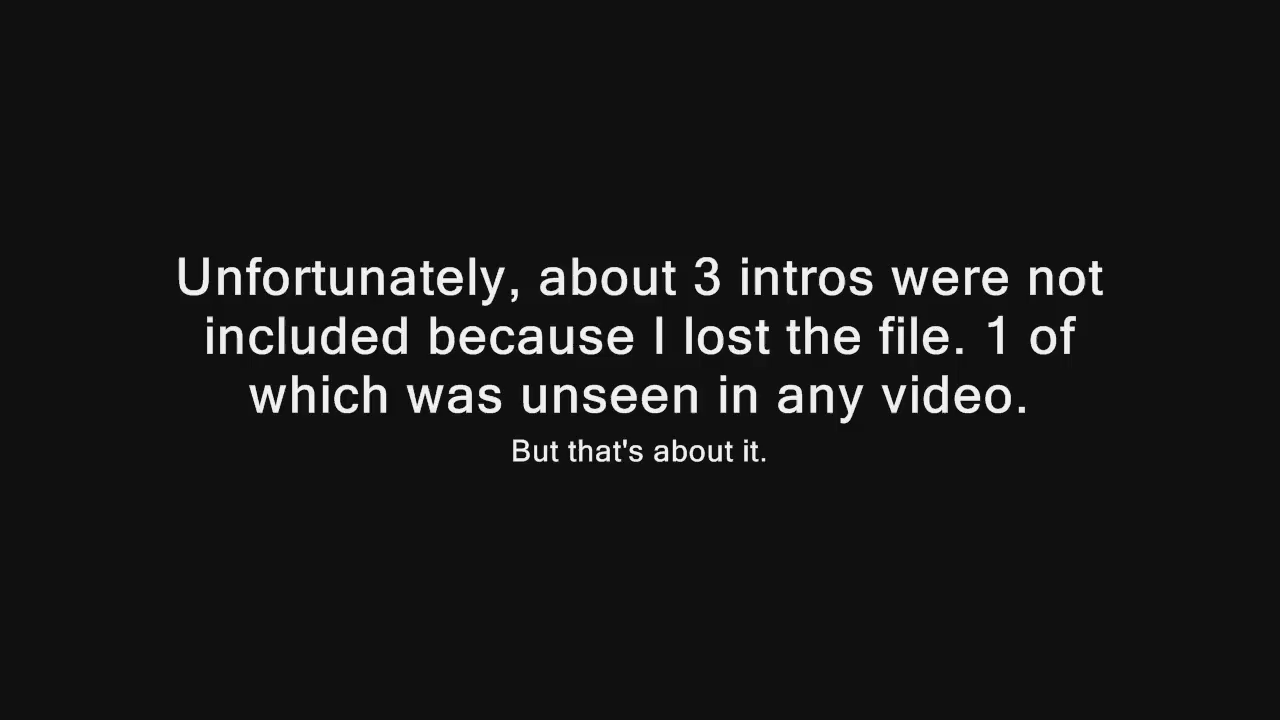 Unfortunately, about 3 intros were not
included because I lost the file. 1 of
which was unseen in any video.
But that's about it.